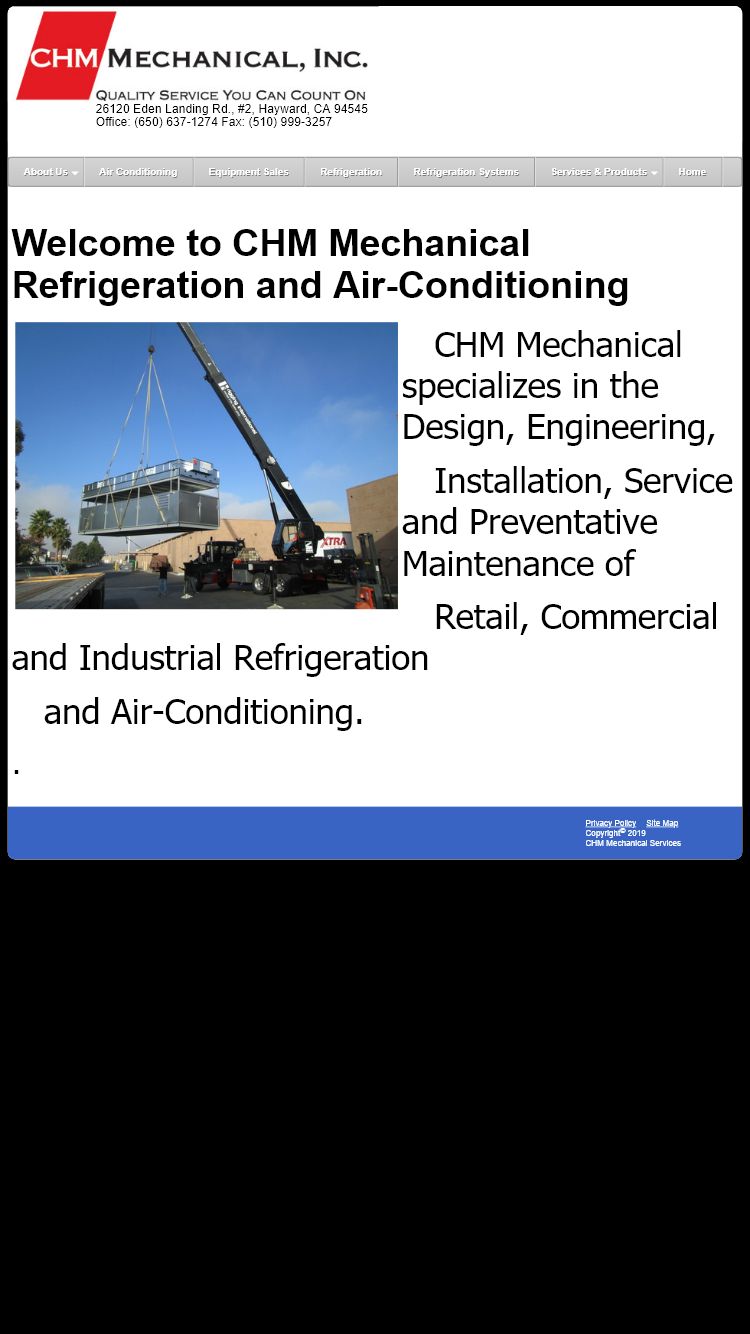 CHM MECHANICAL, INC.
QUALITY SERVICE YOU CAN COUNT ON
26120 Eden Landing Rd., #2, Hayward, CA 94545
Office: (650) 637-1274 Fax: (510) 999-3257
About Us Air Conditioning Equipment Sales Refrigeration Refrigeration Systems Services & Products Home
Welcome to CHM Mechanical
Refrigeration and Air-Conditioning
CHM Mechanical
specializes in the
Design, Engineering,
Installation, Service
and Preventative
Maintenance of
XTRA
Retail, Commercial
and Industrial Refrigeration
and Air-Conditioning.
.
Privacy Policy Site Map
Copyright© 2019
CHM Mechanical Services